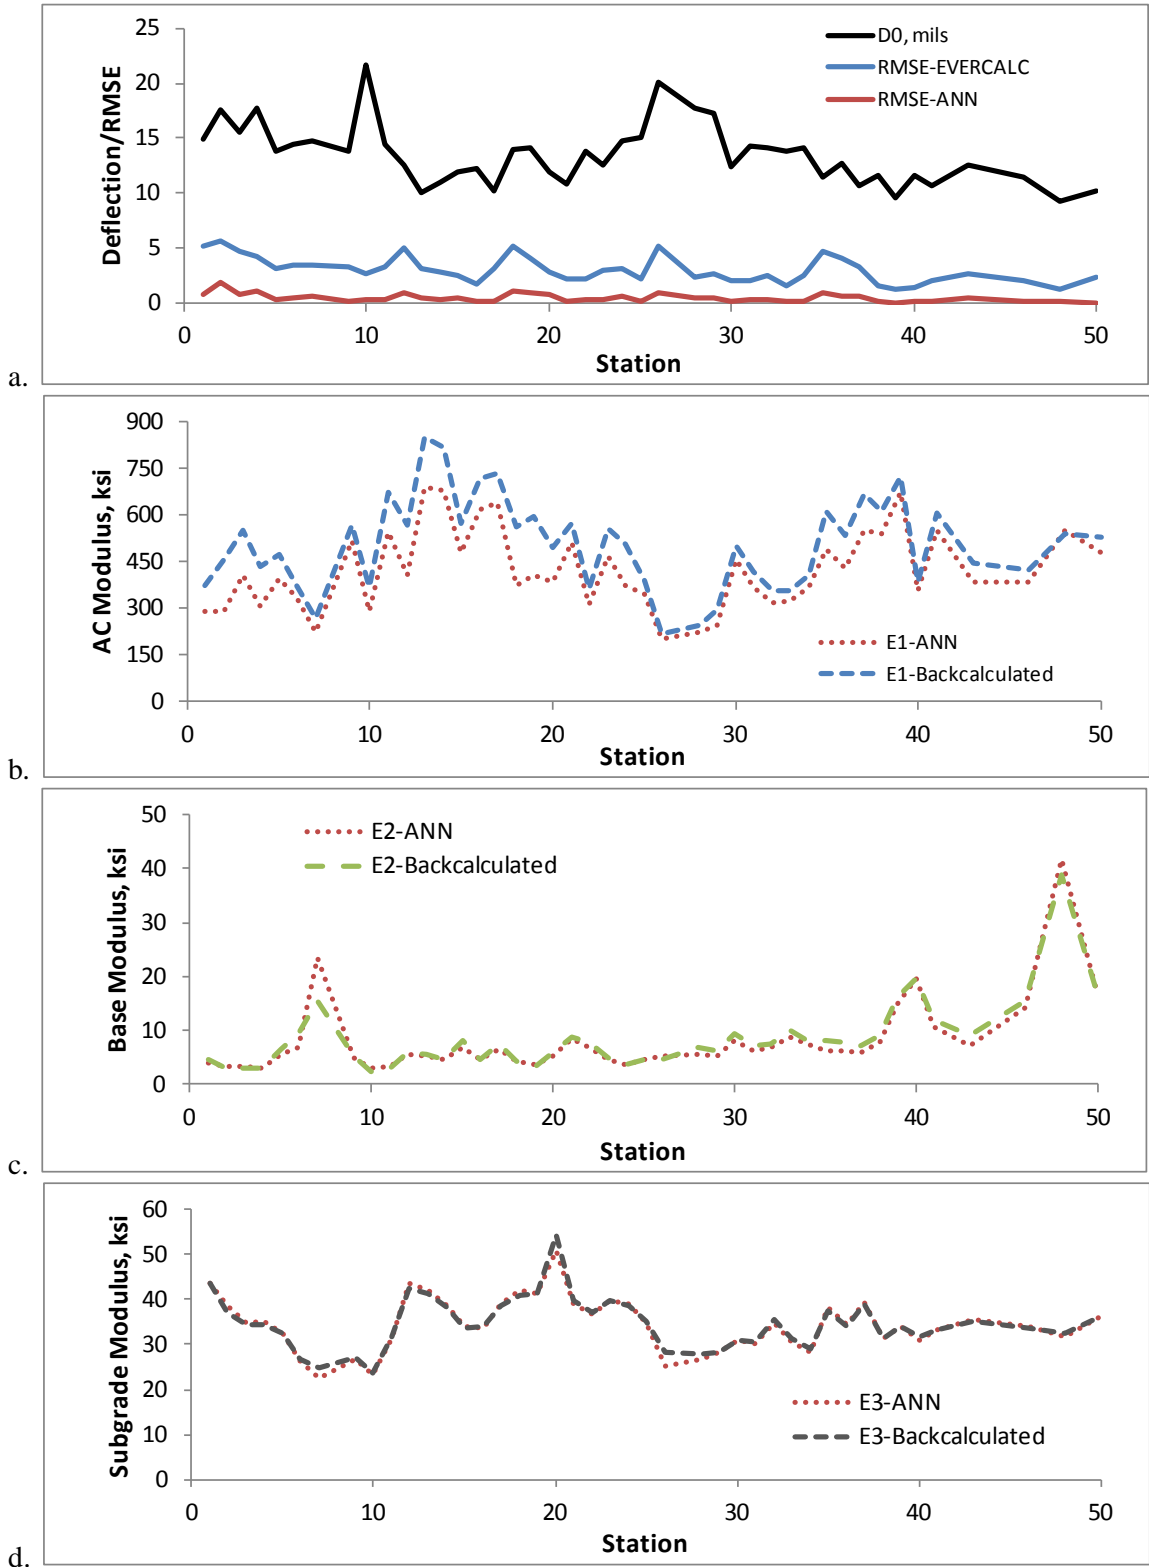 25
20
15
10
5
0
Deflection/RMSE
D0, mils
RMSE-EVERCALC
RMSE-ANN
0 10 20 30 40 50
Station
a.
900
750
600
450
300
150
0
AC Modulus, ksi
E1-ANN
E1-Backcalculated
0 10 20 30 40 50
Station
b.
50
40
30
20
10
0
Base Modulus, ksi
E2-ANN
E2-Backcalculated
0 10 20 30 40 50
Station
c.
60
50
40
30
20
10
0
Subgrade Modulus, ksi
E3-ANN
E3-Backcalculated
0 10 20 30 40 50
Station
d.